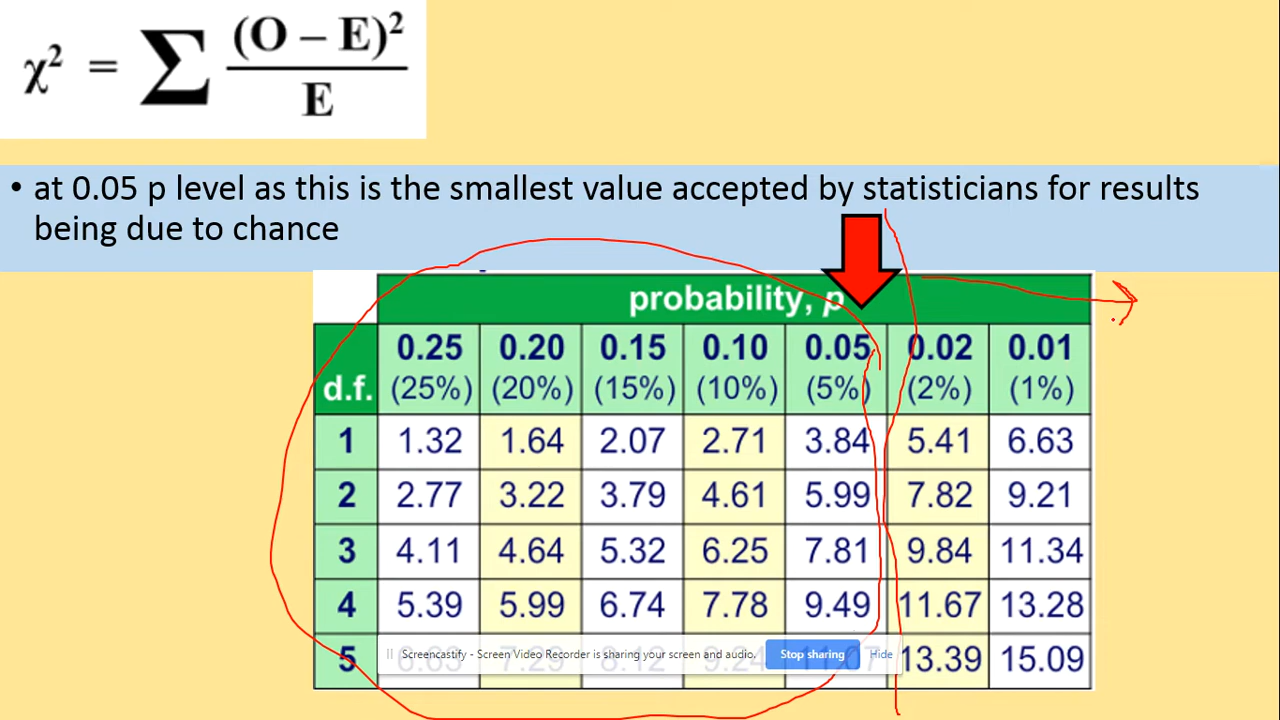 χ² = Σ (O – E)² / E
• at 0.05 p level as this is the smallest value accepted by statisticians for results
being due to chance
probability, p
d.f. 0.25 0.20 0.15 0.10 0.05 0.02 0.01
(25%) (20%) (15%) (10%) (5%) (2%) (1%)
1 1.32 1.64 2.07 2.71 3.84 5.41 6.63
2 2.77 3.22 3.79 4.61 5.99 7.82 9.21
3 4.11 4.64 5.32 6.25 7.81 9.84 11.34
4 5.39 5.99 6.74 7.78 9.49 11.67 13.28
5 13.39 15.09
Screencastify - Screen Video Recorder is sharing your screen and audio. Stop sharing Hide